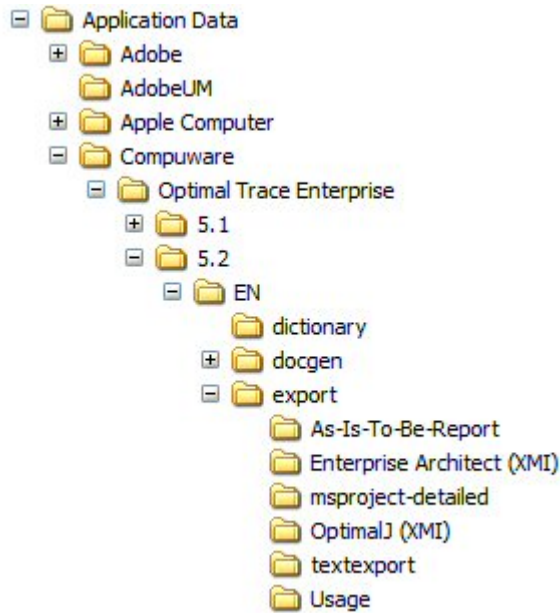 Application Data
Adobe
AdobeUM
Apple Computer
Compuware
Optimal Trace Enterprise
5.1
5.2
EN
dictionary
docgen
export
As-Is-To-Be-Report
Enterprise Architect (XMI)
msproject-detailed
OptimalJ (XMI)
textexport
Usage